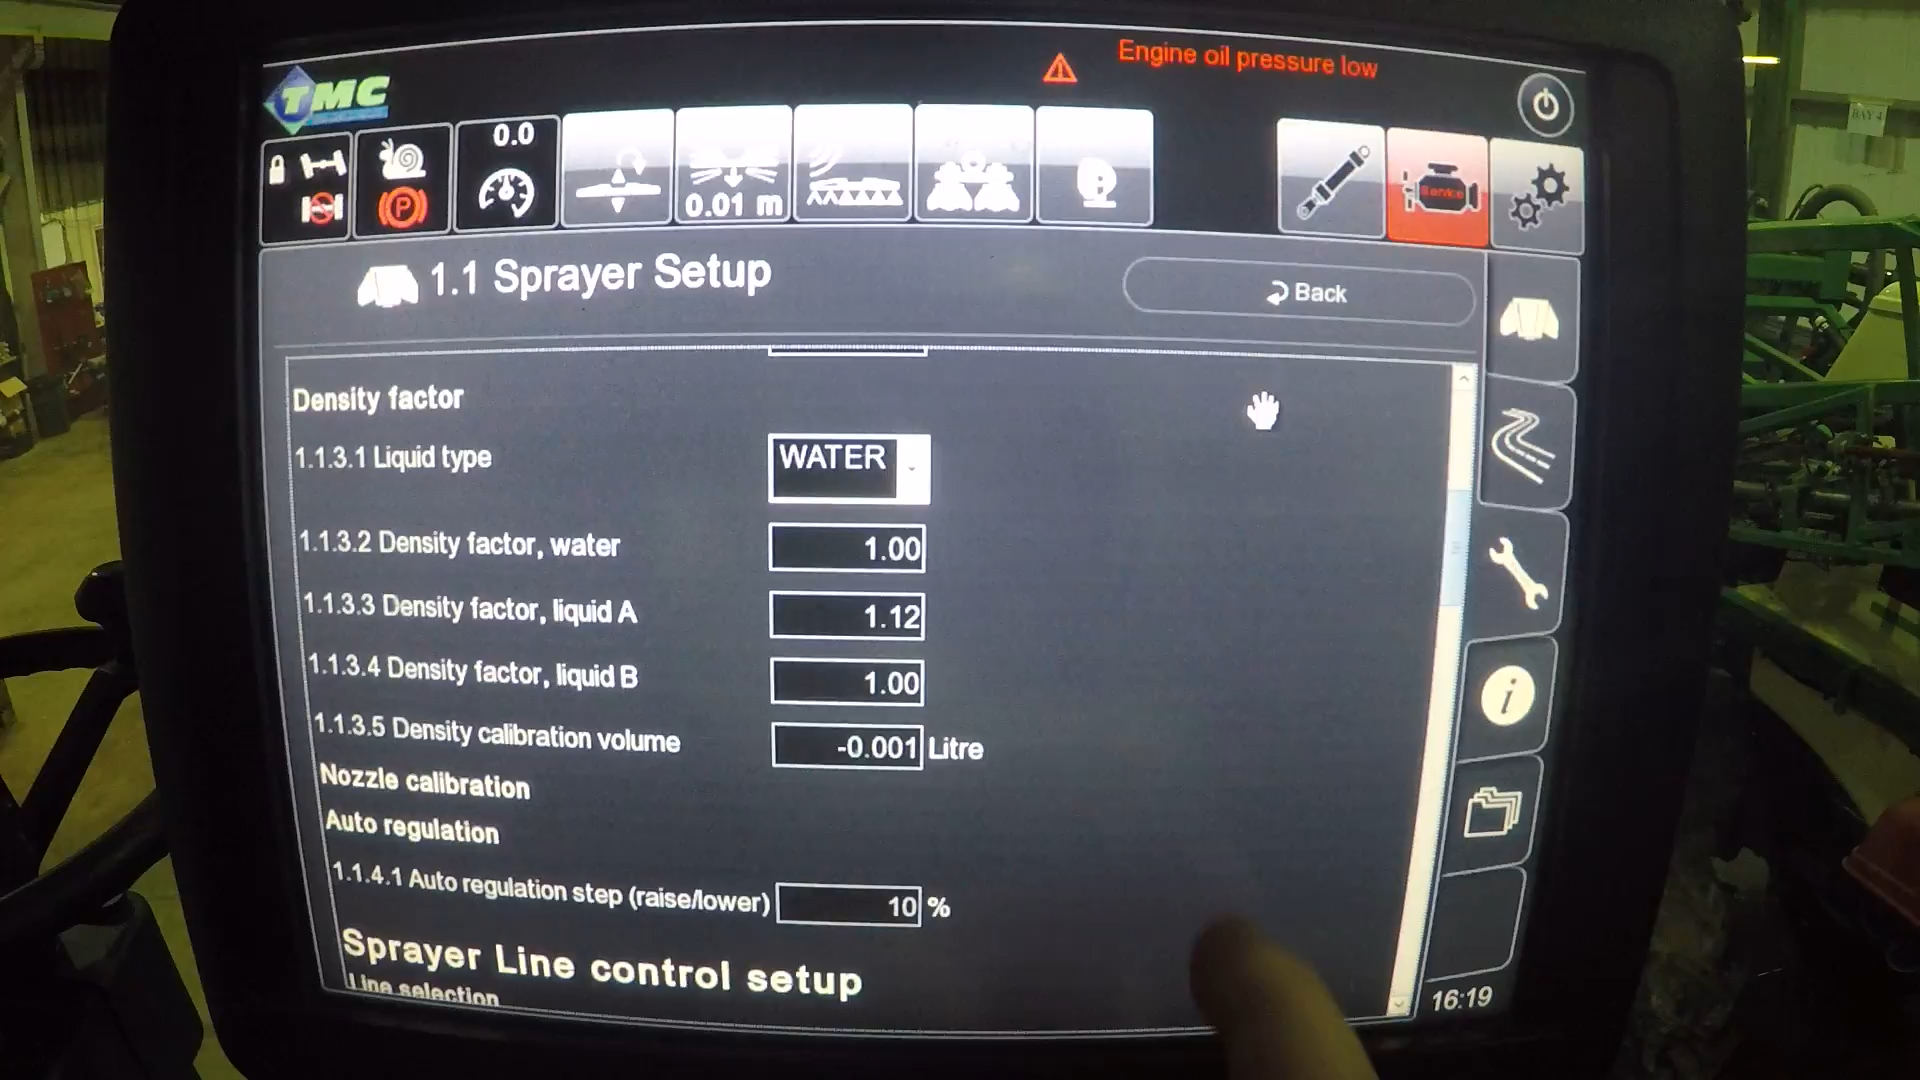 Engine oil pressure low
TMC
0.0
P
0.01 m
Service
1.1 Sprayer Setup
Back
Density factor
1.1.3.1 Liquid type
WATER
1.1.3.2 Density factor, water
1.00
1.1.3.3 Density factor, liquid A
1.12
1.1.3.4 Density factor, liquid B
1.00
1.1.3.5 Density calibration volume
-0.001 Litre
Nozzle calibration
Auto regulation
1.1.4.1 Auto regulation step (raise/lower)
10 %
Sprayer Line control setup
Line selection
16:19
BAY 4